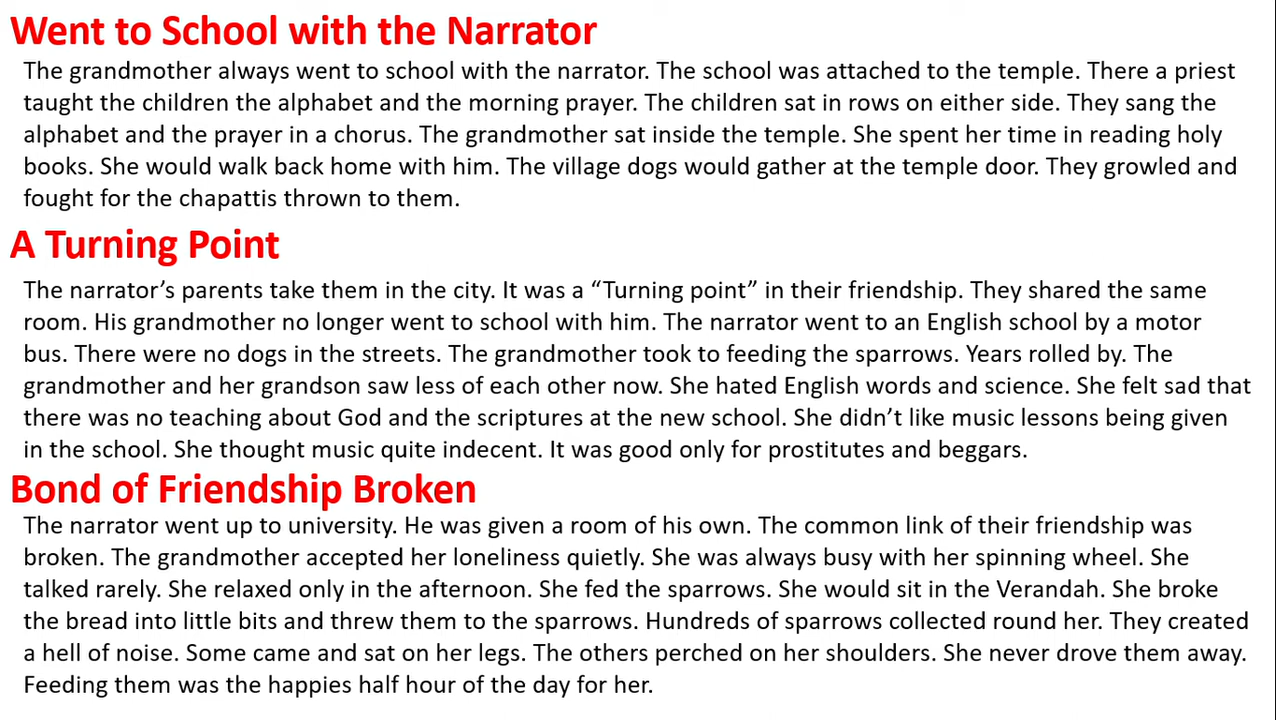 Went to School with the Narrator
The grandmother always went to school with the narrator. The school was attached to the temple. There a priest
taught the children the alphabet and the morning prayer. The children sat in rows on either side. They sang the
alphabet and the prayer in a chorus. The grandmother sat inside the temple. She spent her time in reading holy
books. She would walk back home with him. The village dogs would gather at the temple door. They growled and
fought for the chapattis thrown to them.
A Turning Point
The narrator’s parents take them in the city. It was a “Turning point” in their friendship. They shared the same
room. His grandmother no longer went to school with him. The narrator went to an English school by a motor
bus. There were no dogs in the streets. The grandmother took to feeding the sparrows. Years rolled by. The
grandmother and her grandson saw less of each other now. She hated English words and science. She felt sad that
there was no teaching about God and the scriptures at the new school. She didn’t like music lessons being given
in the school. She thought music quite indecent. It was good only for prostitutes and beggars.
Bond of Friendship Broken
The narrator went up to university. He was given a room of his own. The common link of their friendship was
broken. The grandmother accepted her loneliness quietly. She was always busy with her spinning wheel. She
talked rarely. She relaxed only in the afternoon. She fed the sparrows. She would sit in the Verandah. She broke
the bread into little bits and threw them to the sparrows. Hundreds of sparrows collected round her. They created
a hell of noise. Some came and sat on her legs. The others perched on her shoulders. She never drove them away.
Feeding them was the happies half hour of the day for her.